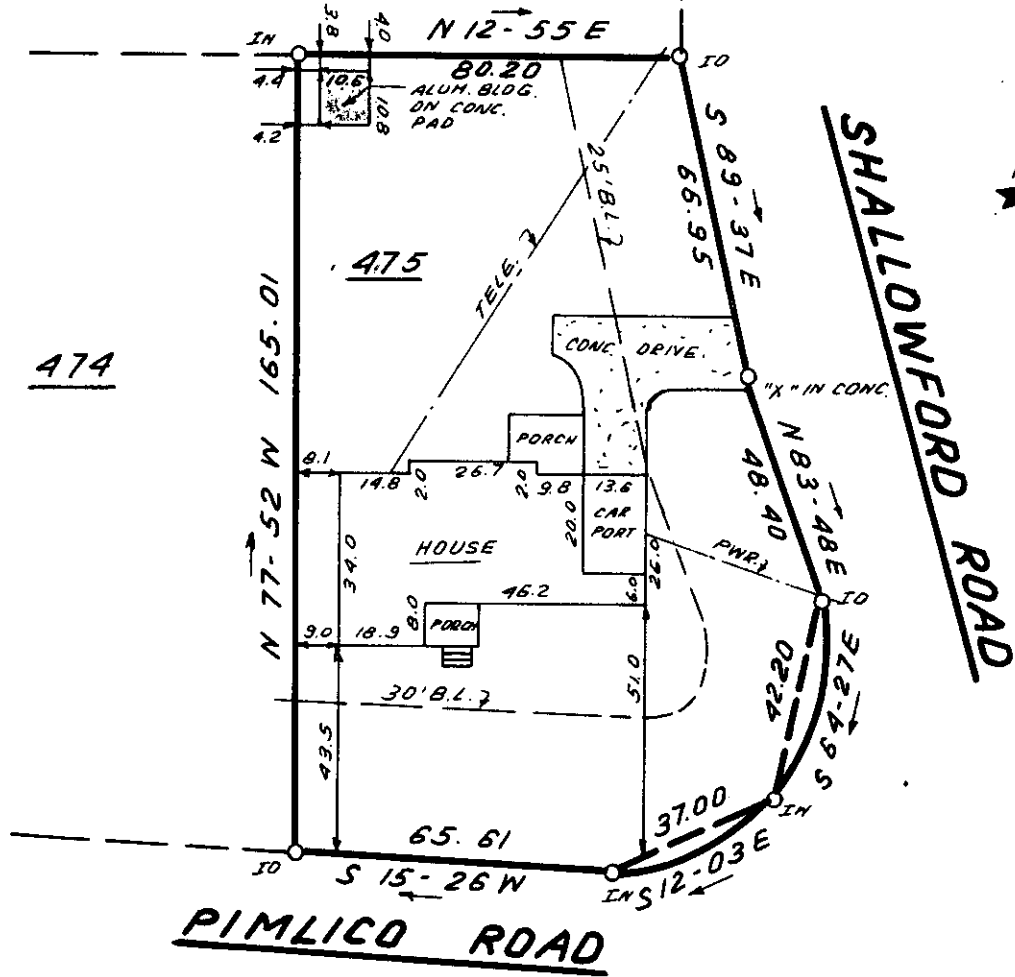 N 12-55 E
IN
80.20
IO
3.8
4.0
4.4
10.6
10.8
4.2
ALUM. BLDG.
ON CONC.
PAD
S 89-37 E
66.95
25' B.L.
TELE.
475
474
N 77-52 W 165.01
SHALLOWFORD ROAD
CONC. DRIVE.
"X" IN CONC.
PORCH
N 83-48 E
48.40
8.1
14.8
2.0
26.7
2.0
9.8
13.6
CAR
PORT
20.0
26.0
6.0
HOUSE
34.0
PWR.
IO
46.2
8.0
PORCH
9.0
18.9
51.0
30' B.L.
43.5
42.20
S 64-27 E
IN
37.00
S 12-03 E
IN
65.61
IO
S 15-26 W
PIMLICO ROAD